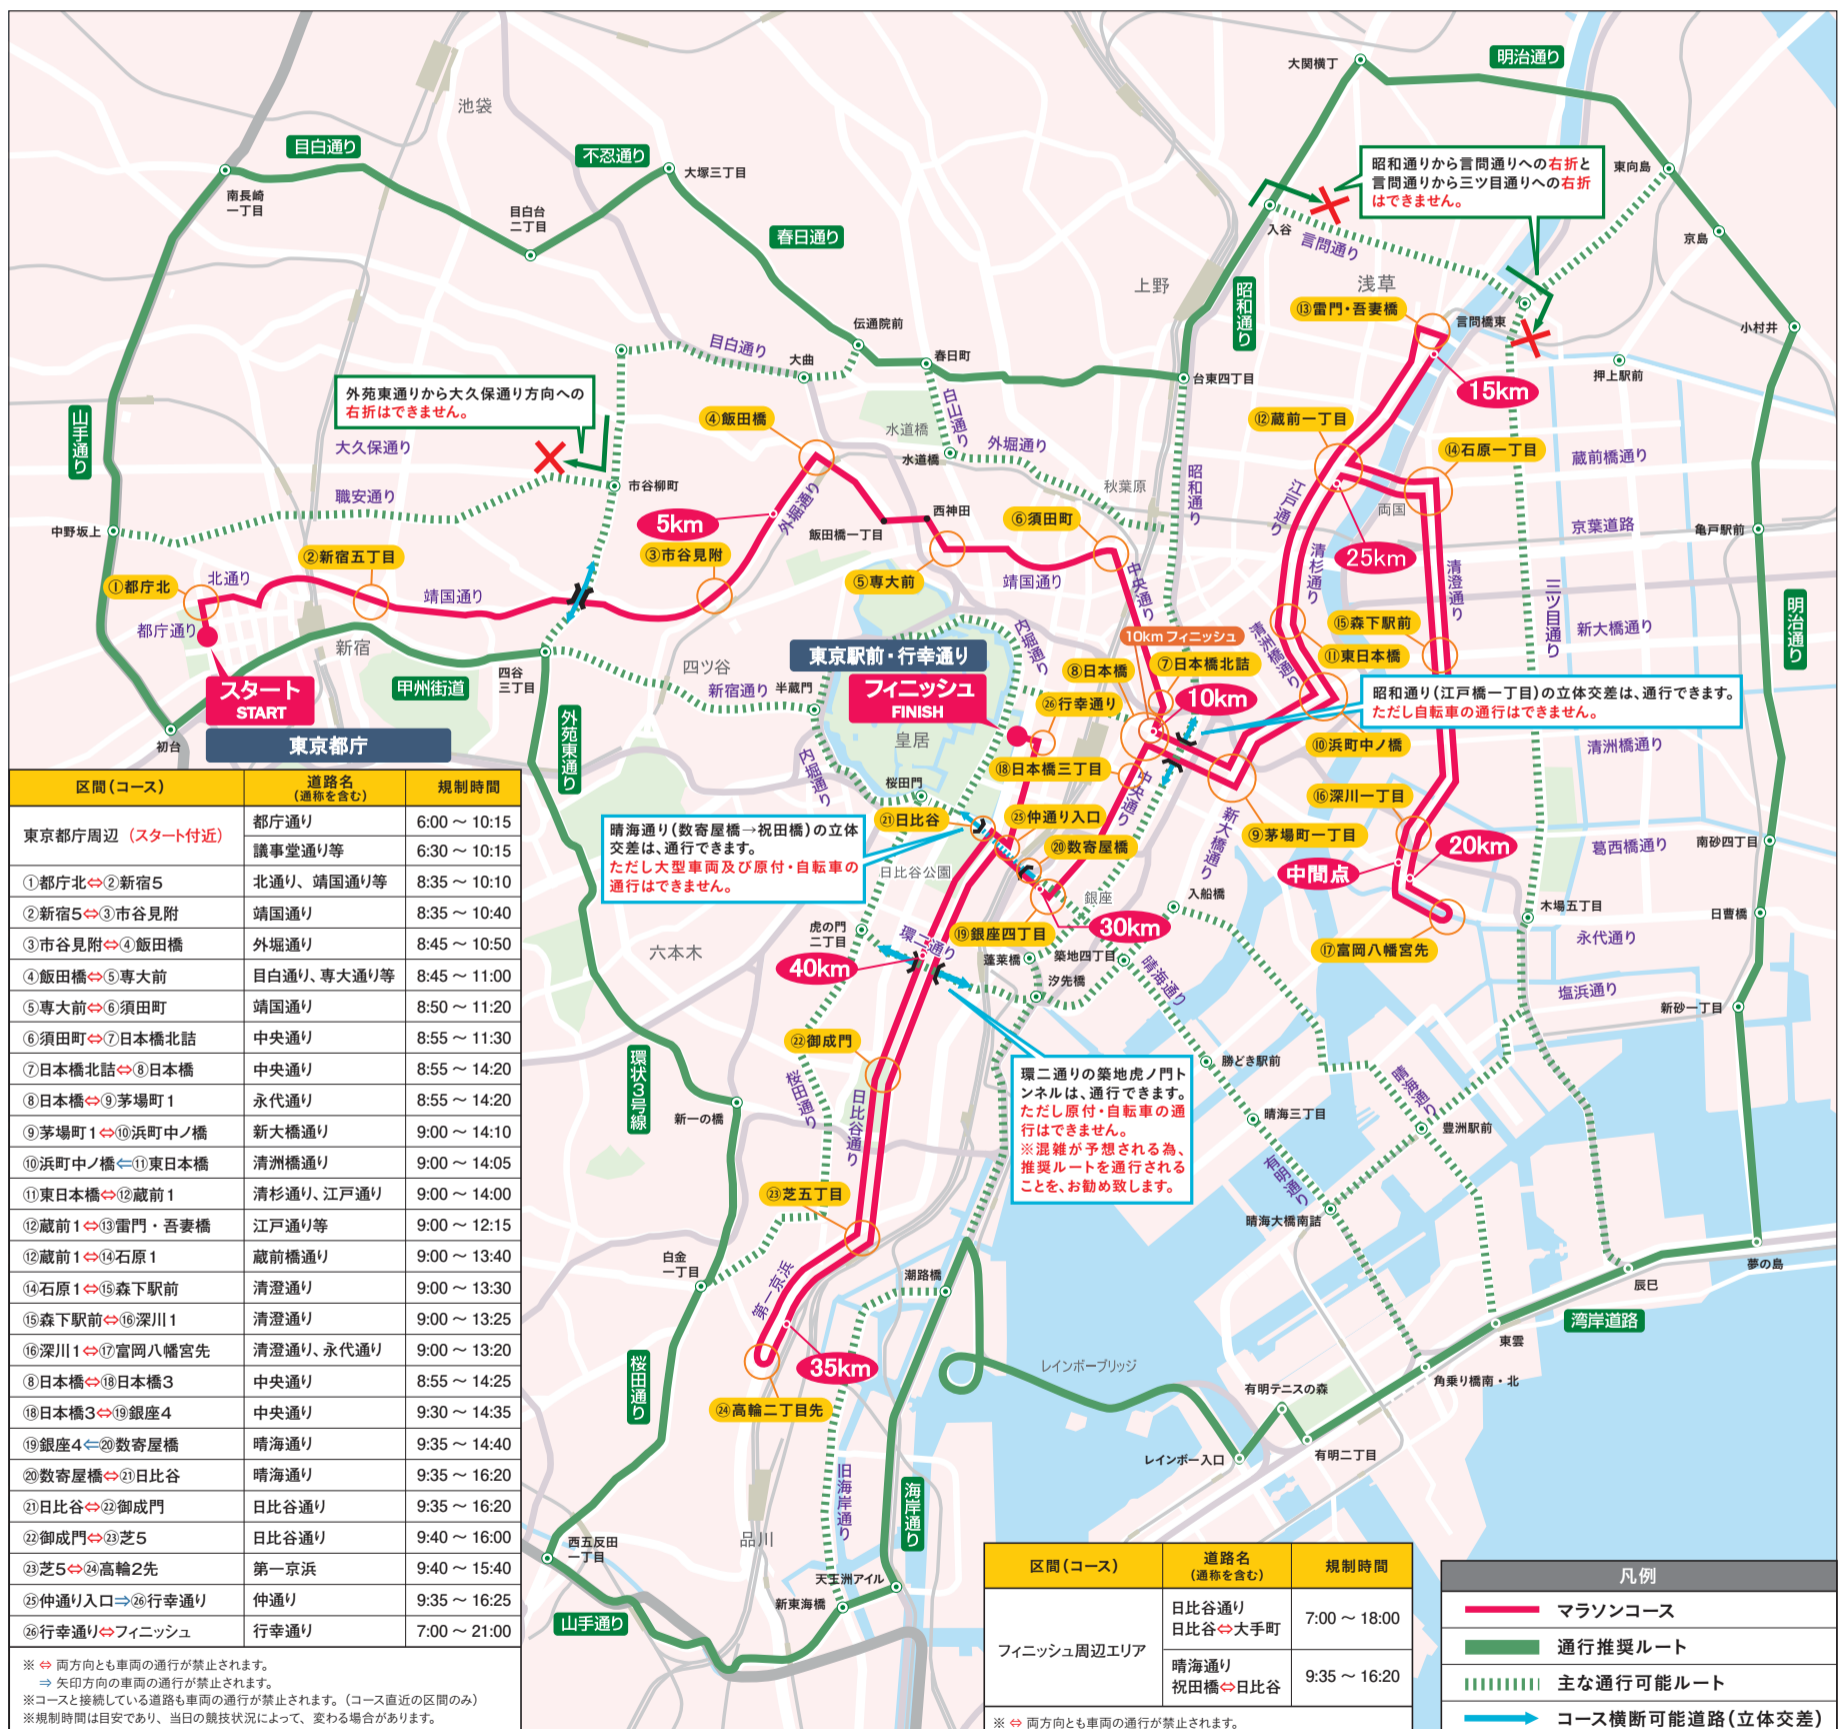 明治通り
大関横丁
池袋
目白通り
不忍通り
大塚三丁目
昭和通りから言問通りへの右折と
言問通りから三ツ目通りへの右折
はできません。
東向島
南長崎
一丁目
目白台
二丁目
春日通り
入谷
言問通り
京島
上野
浅草
昭和通り
⑬雷門・吾妻橋
言問橋東
小村井
伝通院前
目白通り
大曲
春日町
台東四丁目
押上駅前
15km
外苑東通りから大久保通り方向への
右折はできません。
山手通り
④飯田橋
水道橋
白山通り
外堀通り
⑫蔵前一丁目
⑭石原一丁目
大久保通り
水道橋
蔵前橋通り
職安通り
市谷柳町
秋葉原
昭和通り
江戸通り
両国
5km
外堀通り
飯田橋一丁目
西神田
⑥須田町
京葉道路
亀戸駅前
中野坂上
②新宿五丁目
③市谷見附
25km
①都庁北
北通り
靖国通り
⑤専大前
靖国通り
中央通り
清杉通り
清澄通り
三ツ目通り
明治通り
都庁通り
新宿
四ツ谷
内堀通り
10kmフィニッシュ
清洲橋通り
⑮森下駅前
新大橋通り
東京駅前・行幸通り
⑧日本橋
⑦日本橋北詰
⑪東日本橋
スタート
START
甲州街道
四谷
三丁目
新宿通り
半蔵門
フィニッシュ
FINISH
㉖行幸通り
10km
昭和通り(江戸橋一丁目)の立体交差は、通行できます。
ただし自転車の通行はできません。
初台
東京都庁
外苑東通り
皇居
内堀通り
⑱日本橋三丁目
⑩浜町中ノ橋
清洲橋通り
桜田門
中央通り
⑯深川一丁目
㉑日比谷
㉕仲通り入口
新大橋通り
⑨茅場町一丁目
晴海通り(数寄屋橋→祝田橋)の立体
交差は、通行できます。
ただし大型車両及び原付・自転車の
通行はできません。
⑳数寄屋橋
20km
葛西橋通り
南砂四丁目
日比谷公園
中間点
銀座
入船橋
木場五丁目
日曹橋
虎の門
二丁目
環二通り
⑲銀座四丁目
30km
永代通り
六本木
40km
蓬莱橋
築地四丁目
⑰富岡八幡宮先
汐先橋
晴海通り
塩浜通り
新砂一丁目
㉒御成門
環状3号線
桜田通り
日比谷通り
環二通りの築地虎ノ門ト
ンネルは、通行できます。
ただし原付・自転車の通
行はできません。
※混雑が予想される為、
推奨ルートを通行される
ことを、お勧め致します。
勝どき駅前
晴海通り
新一の橋
晴海三丁目
豊洲駅前
有明通り
㉓芝五丁目
晴海大橋南詰
白金
一丁目
第一京浜
潮路橋
夢の島
辰巳
湾岸道路
東雲
35km
レインボーブリッジ
角乗り橋南・北
桜田通り
㉔高輪二丁目先
有明テニスの森
レインボー入口
有明二丁目
旧海岸通り
海岸通り
品川
西五反田
一丁目
天王洲アイル
新東海橋
山手通り
区間(コース) 道路名(通称を含む) 規制時間
東京都庁周辺(スタート付近) 都庁通り 6:00～10:15
議事堂通り等 6:30～10:15
①都庁北⇔②新宿5 北通り、靖国通り等 8:35～10:10
②新宿5⇔③市谷見附 靖国通り 8:35～10:40
③市谷見附⇔④飯田橋 外堀通り 8:45～10:50
④飯田橋⇔⑤専大前 目白通り、専大通り等 8:45～11:00
⑤専大前⇔⑥須田町 靖国通り 8:50～11:20
⑥須田町⇔⑦日本橋北詰 中央通り 8:55～11:30
⑦日本橋北詰⇔⑧日本橋 中央通り 8:55～14:20
⑧日本橋⇔⑨茅場町1 永代通り 8:55～14:20
⑨茅場町1⇔⑩浜町中ノ橋 新大橋通り 9:00～14:10
⑩浜町中ノ橋⇐⑪東日本橋 清洲橋通り 9:00～14:05
⑪東日本橋⇔⑫蔵前1 清杉通り、江戸通り 9:00～14:00
⑫蔵前1⇔⑬雷門・吾妻橋 江戸通り等 9:00～12:15
⑫蔵前1⇔⑭石原1 蔵前橋通り 9:00～13:40
⑭石原1⇔⑮森下駅前 清澄通り 9:00～13:30
⑮森下駅前⇔⑯深川1 清澄通り 9:00～13:25
⑯深川1⇔⑰富岡八幡宮先 清澄通り、永代通り 9:00～13:20
⑧日本橋⇔⑱日本橋3 中央通り 8:55～14:25
⑱日本橋3⇔⑲銀座4 中央通り 9:30～14:35
⑲銀座4⇐⑳数寄屋橋 晴海通り 9:35～14:40
⑳数寄屋橋⇔㉑日比谷 晴海通り 9:35～16:20
㉑日比谷⇔㉒御成門 日比谷通り 9:35～16:20
㉒御成門⇔㉓芝5 日比谷通り 9:40～16:00
㉓芝5⇔㉔高輪2先 第一京浜 9:40～15:40
㉕仲通り入口⇒㉖行幸通り 仲通り 9:35～16:25
㉖行幸通り⇔フィニッシュ 行幸通り 7:00～21:00
※⇔両方向とも車両の通行が禁止されます。
⇒矢印方向の車両の通行が禁止されます。
※コースと接続している道路も車両の通行が禁止されます。(コース直近の区間のみ)
※規制時間は目安であり、当日の競技状況によって、変わる場合があります。
区間(コース) 道路名(通称を含む) 規制時間
フィニッシュ周辺エリア
日比谷通り
日比谷⇔大手町 7:00～18:00
晴海通り
祝田橋⇔日比谷 9:35～16:20
※⇔両方向とも車両の通行が禁止されます。
凡例
マラソンコース
通行推奨ルート
主な通行可能ルート
コース横断可能道路(立体交差)